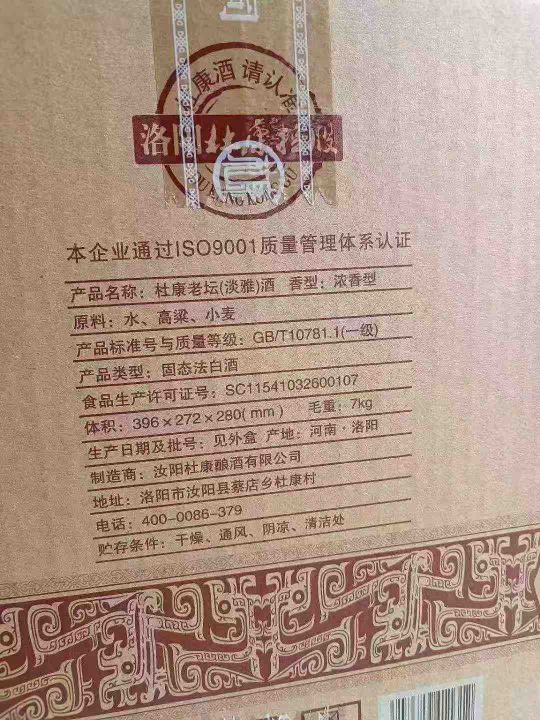 司
杜康酒 请认准
洛阳杜康控股
DUKANG KONGGU
本企业通过ISO9001质量管理体系认证
产品名称：杜康老坛(淡雅)酒 香型：浓香型
原料：水、高粱、小麦
产品标准号与质量等级：GB/T10781.1(一级)
产品类型：固态法白酒
食品生产许可证号：SC11541032600107
体积：396×272×280(mm) 毛重：7kg
生产日期及批号：见外盒 产地：河南·洛阳
制造商：汝阳杜康酿酒有限公司
地址：洛阳市汝阳县蔡店乡杜康村
电话：400-0086-379
贮存条件：干燥、通风、阴凉、清洁处